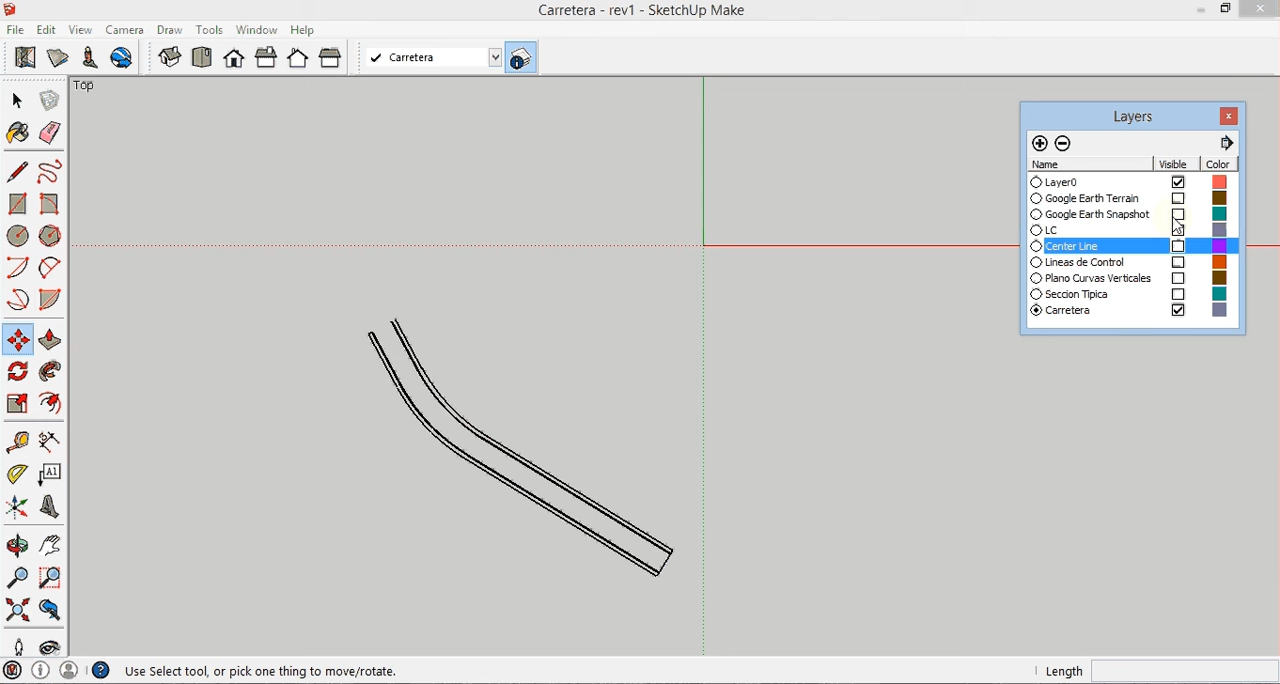 Carretera - rev1 - SketchUp Make
File Edit View Camera Draw Tools Window Help
Carretera
Top
Layers
Name Visible Color
Layer0
Google Earth Terrain
Google Earth Snapshot
LC
Center Line
Lineas de Control
Plano Curvas Verticales
Seccion Tipica
Carretera
A1
Use Select tool, or pick one thing to move/rotate.
Length